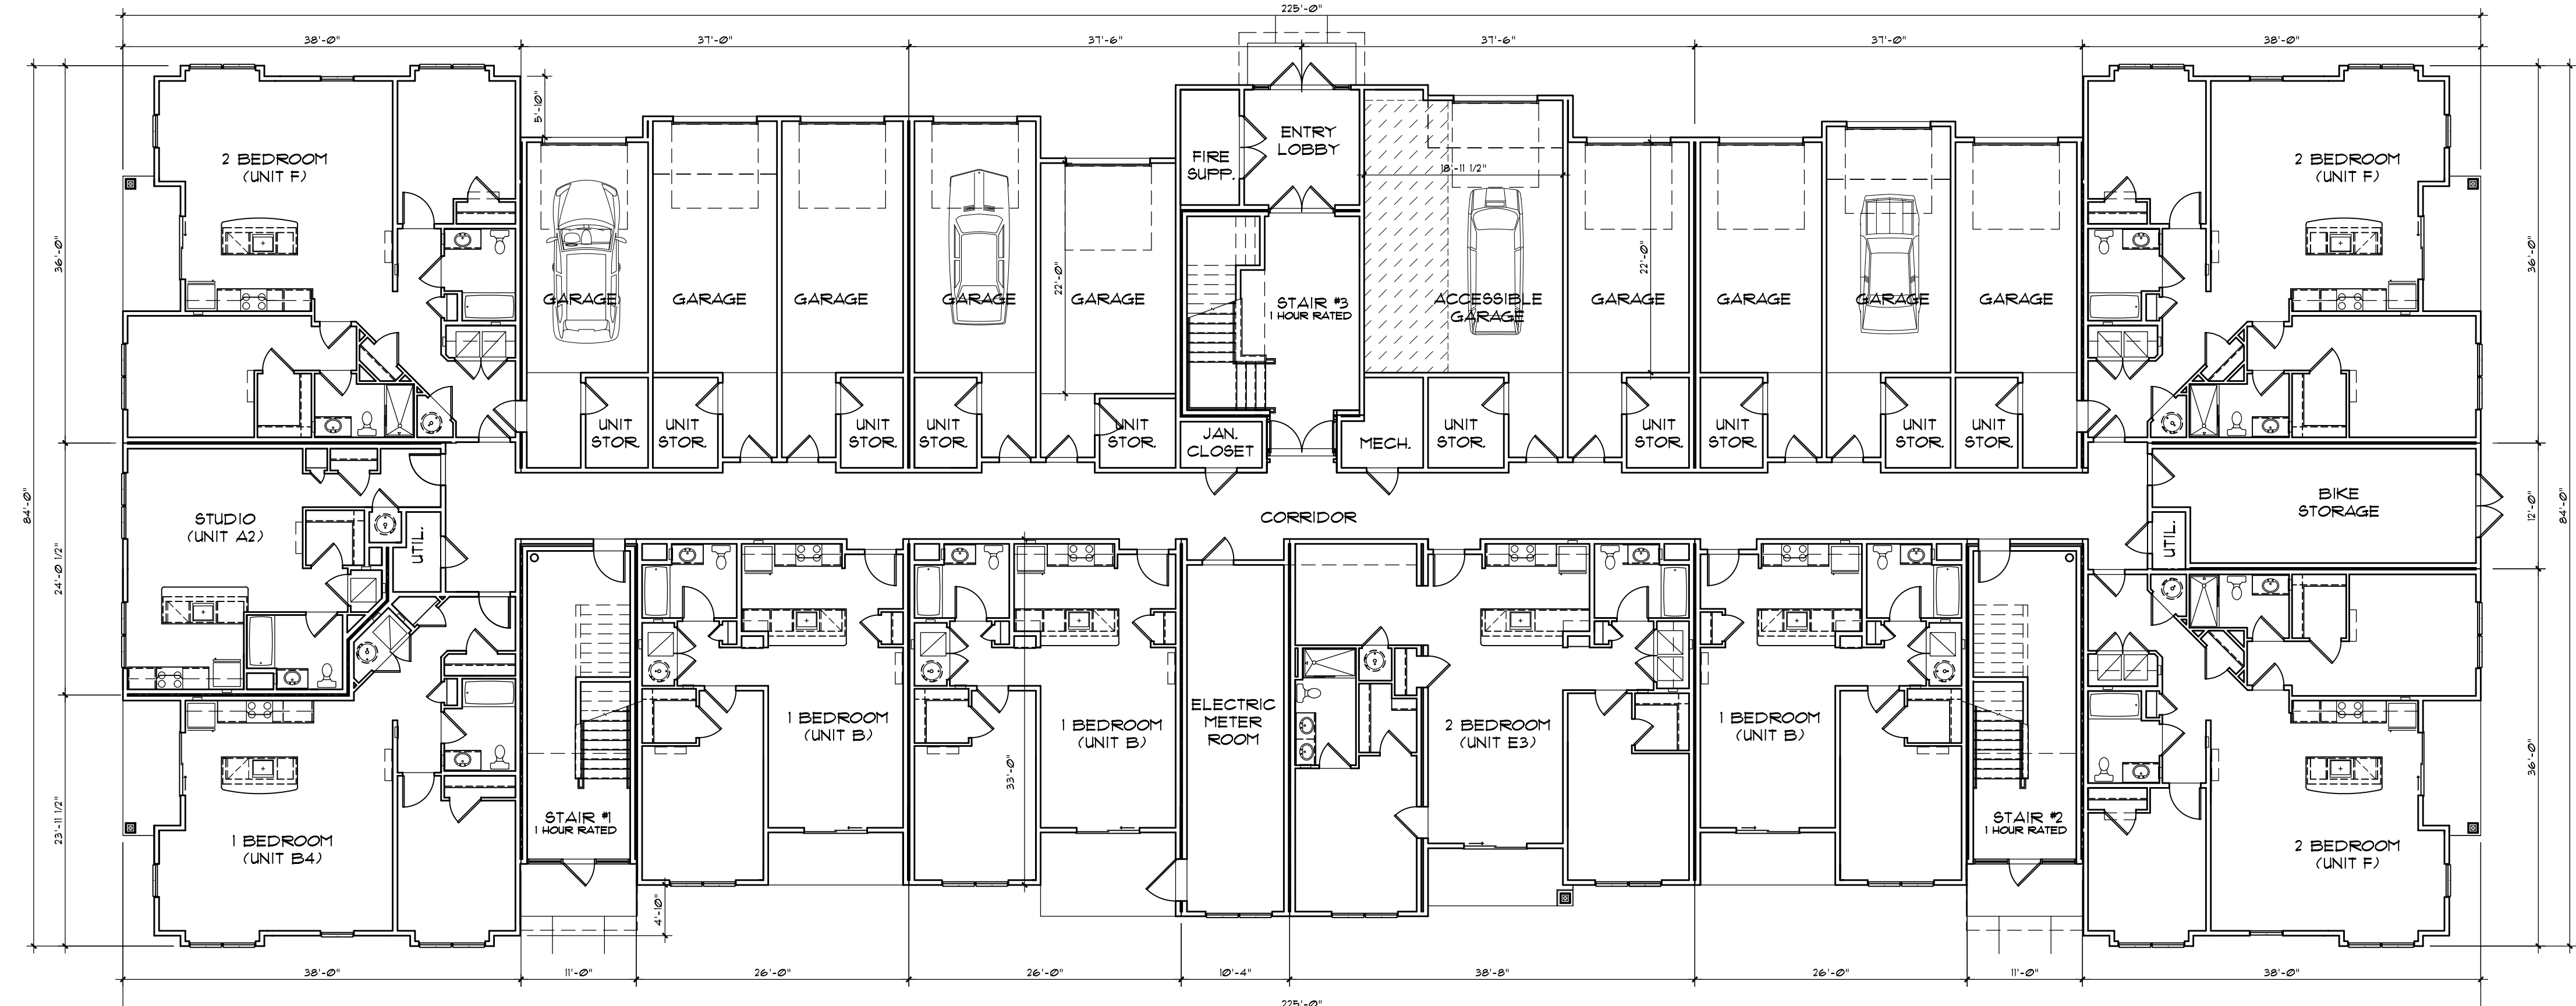 225'-0"
38'-0"
37'-0"
37'-6"
37'-6"
37'-0"
38'-0"
5'-10"
2 BEDROOM
(UNIT F)
FIRE
SUPP.
ENTRY
LOBBY
18'-11 1/2"
2 BEDROOM
(UNIT F)
36'-0"
22'-0"
22'-0"
36'-0"
GARAGE
GARAGE
GARAGE
GARAGE
GARAGE
STAIR #3
1 HOUR RATED
ACCESSIBLE
GARAGE
GARAGE
GARAGE
GARAGE
GARAGE
UNIT
STOR.
UNIT
STOR.
UNIT
STOR.
UNIT
STOR.
UNIT
STOR.
JAN.
CLOSET
MECH.
UNIT
STOR.
UNIT
STOR.
UNIT
STOR.
UNIT
STOR.
UNIT
STOR.
84'-0"
24'-0 1/2"
STUDIO
(UNIT A2)
UTIL.
CORRIDOR
UTIL.
BIKE
STORAGE
12'-0"
84'-0"
1 BEDROOM
(UNIT B)
1 BEDROOM
(UNIT B)
ELECTRIC
METER
ROOM
2 BEDROOM
(UNIT E3)
1 BEDROOM
(UNIT B)
33'-0"
23'-11 1/2"
36'-0"
1 BEDROOM
(UNIT B4)
STAIR #1
1 HOUR RATED
STAIR #2
1 HOUR RATED
2 BEDROOM
(UNIT F)
4'-10"
38'-0"
11'-0"
26'-0"
26'-0"
10'-4"
38'-8"
26'-0"
11'-0"
38'-0"
225'-0"